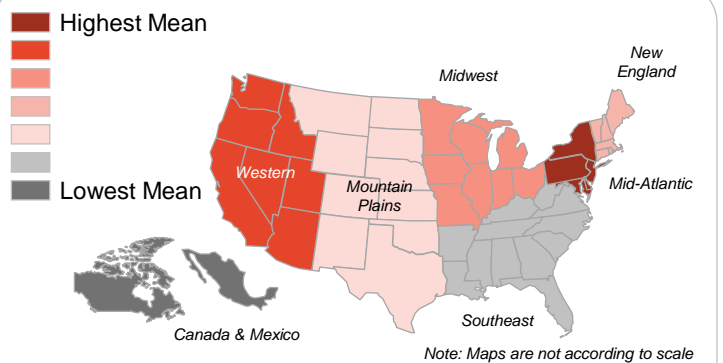 Highest Mean
New
England
Midwest
Western
Mountain
Plains
Mid-Atlantic
Lowest Mean
Southeast
Canada & Mexico
Note: Maps are not according to scale